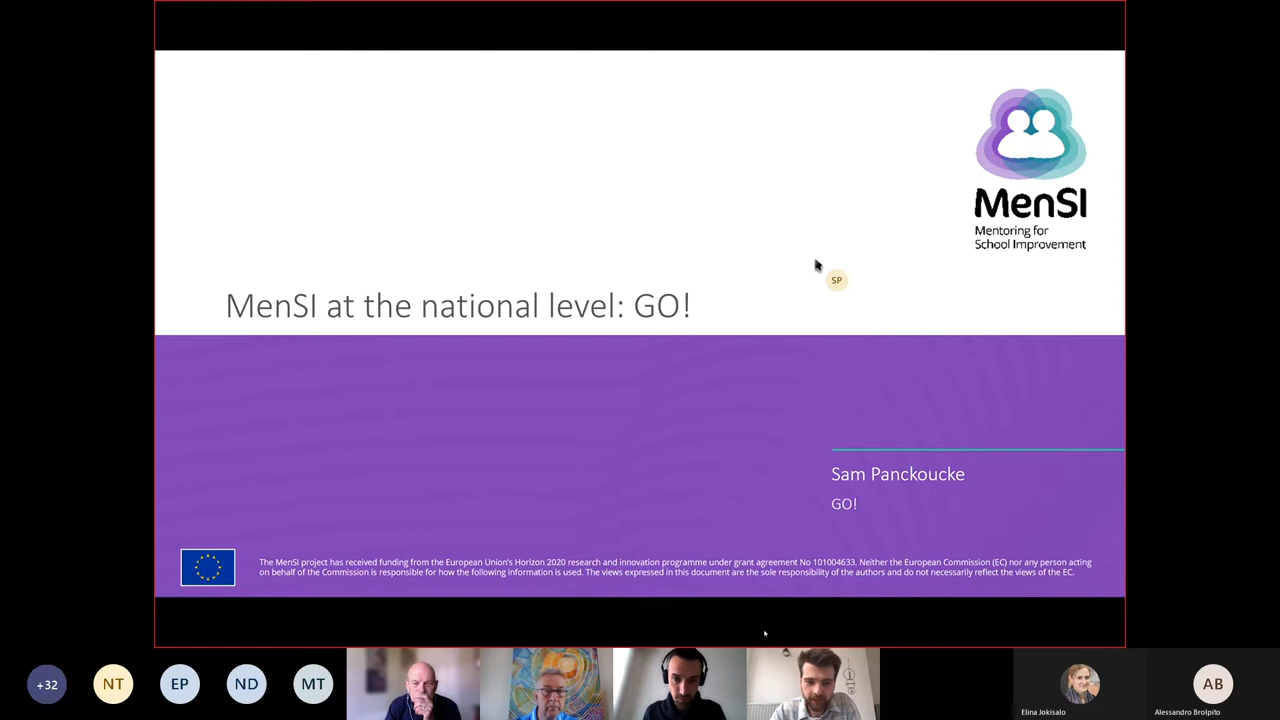 MenSI
Mentoring for
School Improvement
SP
MenSI at the national level: GO!
Sam Panckoucke
GO!
The MenSI project has received funding from the European Union's Horizon 2020 research and innovation programme under grant agreement No 101004633. Neither the European Commission (EC) nor any person acting
on behalf of the Commission is responsible for how the following information is used. The views expressed in this document are the sole responsibility of the authors and do not necessarily reflect the views of the EC.
+32
NT
EP
ND
MT
AB
Elina Jokisalo
Alessandro Brolpito